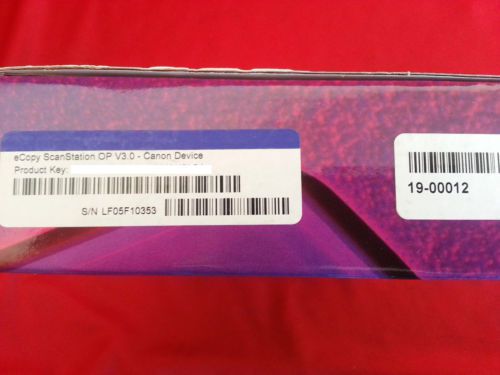 eCopy ScanStation OP V3.0 - Canon Device
Product Key:
S/N LF05F10353
19-00012